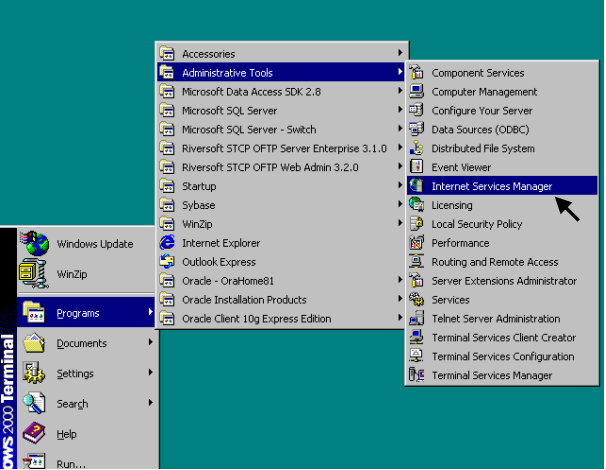 Accessories
Administrative Tools
Microsoft Data Access SDK 2.8
Microsoft SQL Server
Microsoft SQL Server - Switch
Riversoft STCP OFTP Server Enterprise 3.1.0
Riversoft STCP OFTP Web Admin 3.2.0
Startup
Sybase
WinZip
Internet Explorer
Outlook Express
Oracle - OraHome81
Oracle Installation Products
Oracle Client 10g Express Edition
Component Services
Computer Management
Configure Your Server
Data Sources (ODBC)
Distributed File System
Event Viewer
Internet Services Manager
Licensing
Local Security Policy
Performance
Routing and Remote Access
Server Extensions Administrator
Services
Telnet Server Administration
Terminal Services Client Creator
Terminal Services Configuration
Terminal Services Manager
Windows Update
WinZip
Programs
Documents
Settings
Search
Help
Run...
ows 2000 Terminal